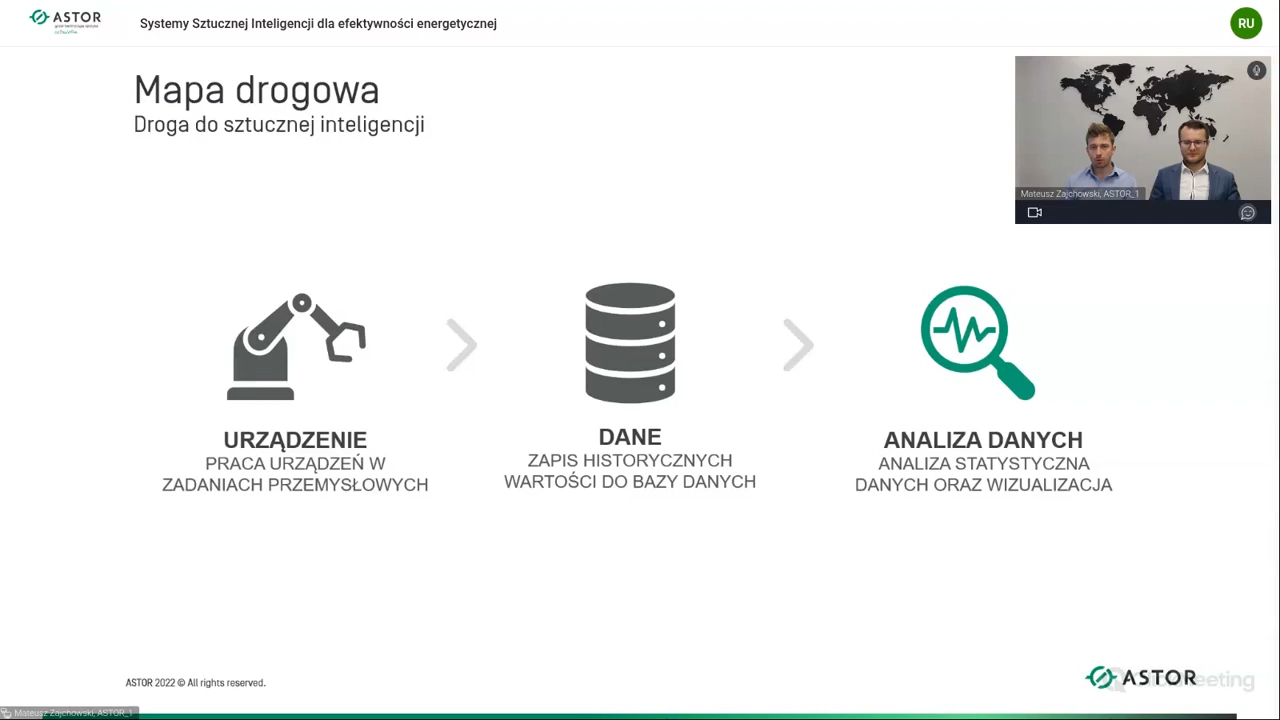 ASTOR
Systemy Sztucznej Inteligencji dla efektywności energetycznej
RU
Mapa drogowa
Droga do sztucznej inteligencji
Mateusz Zajchowski, ASTOR_1
URZĄDZENIE
PRACA URZĄDZEŃ W
ZADANIACH PRZEMYSŁOWYCH
DANE
ZAPIS HISTORYCZNYCH
WARTOŚCI DO BAZY DANYCH
ANALIZA DANYCH
ANALIZA STATYSTYCZNA
DANYCH ORAZ WIZUALIZACJA
ASTOR 2022 © All rights reserved.
ASTOR
Mateusz Zajchowski, ASTOR_1